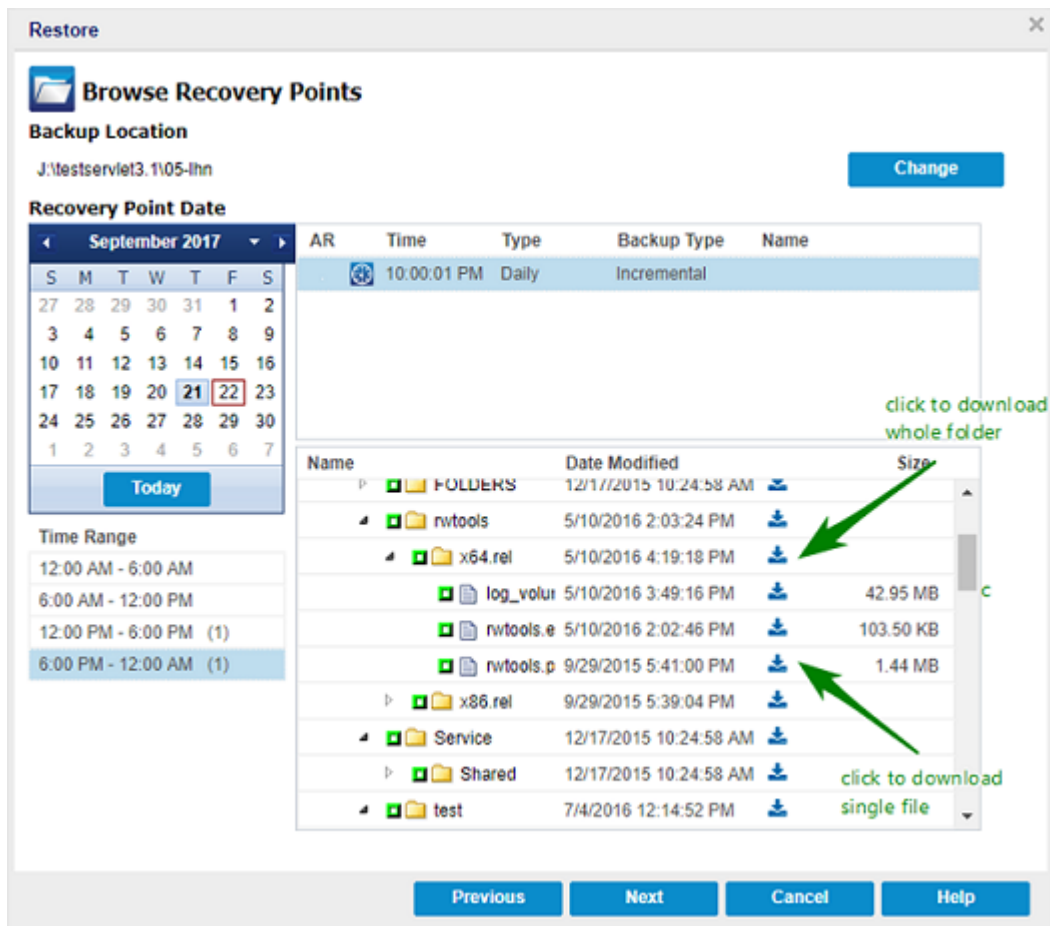 Restore
Browse Recovery Points
Backup Location
J:\testservlet3.1\05-lhn
Change
Recovery Point Date
September 2017
S M T W T F S
27 28 29 30 31 1 2
3 4 5 6 7 8 9
10 11 12 13 14 15 16
17 18 19 20 21 22 23
24 25 26 27 28 29 30
1 2 3 4 5 6 7
Today
Time Range
12:00 AM - 6:00 AM
6:00 AM - 12:00 PM
12:00 PM - 6:00 PM (1)
6:00 PM - 12:00 AM (1)
AR Time Type Backup Type Name
10:00:01 PM Daily Incremental
click to download
whole folder
Name Date Modified Size
FOLDERS 12/17/2015 10:24:58 AM
rwtools 5/10/2016 2:03:24 PM
x64.rel 5/10/2016 4:19:18 PM
log_volu 5/10/2016 3:49:16 PM 42.95 MB c
rwtools.e 5/10/2016 2:02:46 PM 103.50 KB
rwtools.p 9/29/2015 5:41:00 PM 1.44 MB
x86.rel 9/29/2015 5:39:04 PM
Service 12/17/2015 10:24:58 AM
Shared 12/17/2015 10:24:58 AM
test 7/4/2016 12:14:52 PM
click to download
single file
Previous Next Cancel Help